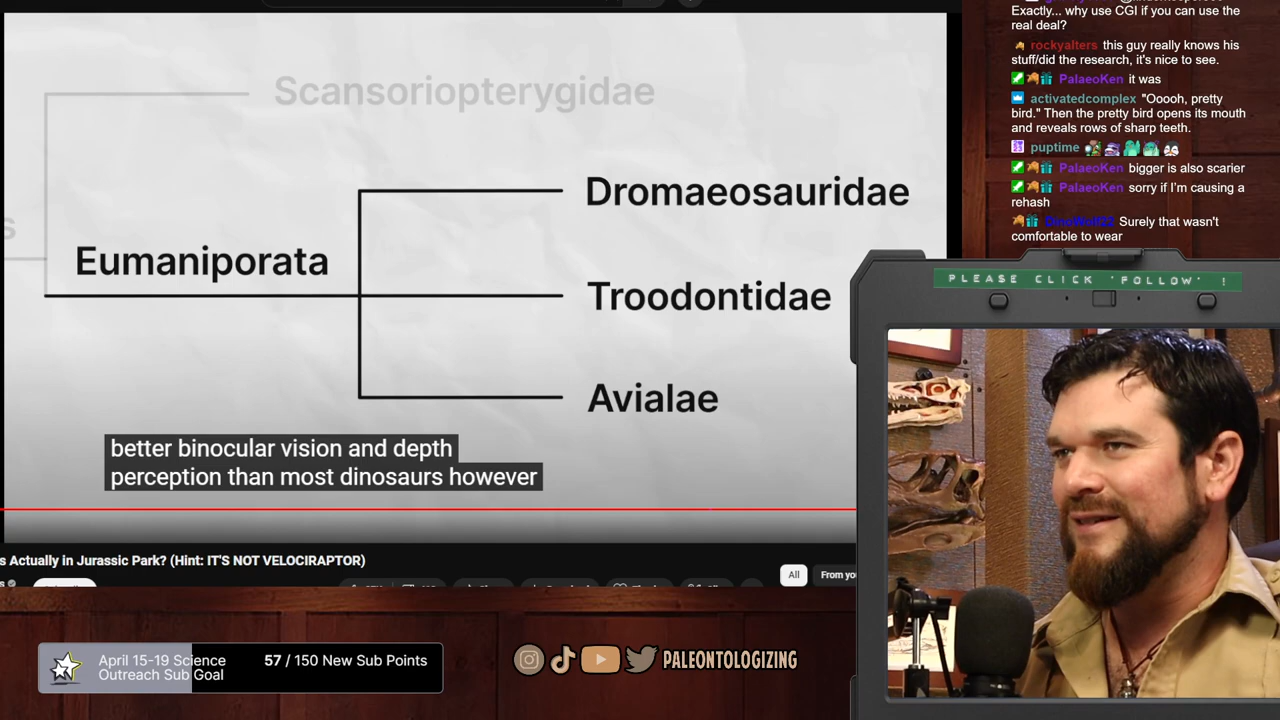 Scansoriopterygidae
Dromaeosauridae
Eumaniporata
Troodontidae
Avialae
better binocular vision and depth
perception than most dinosaurs however
s Actually in Jurassic Park? (Hint: IT'S NOT VELOCIRAPTOR)
All
From yo
Exactly... why use CGI if you can use the
real deal?
rockyalters this guy really knows his
stuff/did the research, it's nice to see.
PalaeoKen it was
activatedcomplex "Ooooh, pretty
bird." Then the pretty bird opens its mouth
and reveals rows of sharp teeth.
puptime
PalaeoKen bigger is also scarier
PalaeoKen sorry if I'm causing a
rehash
DinoWolf22 Surely that wasn't
comfortable to wear
PLEASE CLICK 'FOLLOW' !
April 15-19 Science
Outreach Sub Goal
57 / 150 New Sub Points
PALEONTOLOGIZING